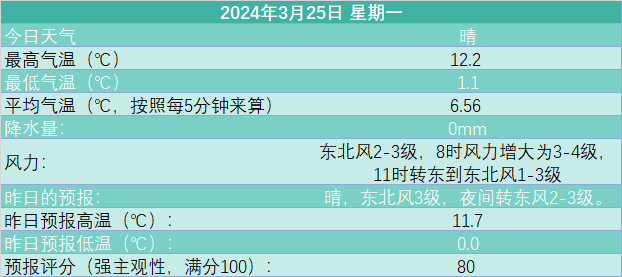 2024年3月25日 星期一
今日天气 晴
最高气温（℃） 12.2
最低气温（℃） 1.1
平均气温（℃，按照每5分钟来算） 6.56
降水量： 0mm
风力： 东北风2-3级，8时风力增大为3-4级，
11时转东到东北风1-3级
昨日的预报： 晴，东北风3级，夜间转东风2-3级。
昨日预报高温（℃）： 11.7
昨日预报低温（℃）： 0.0
预报评分（强主观性，满分100）： 80